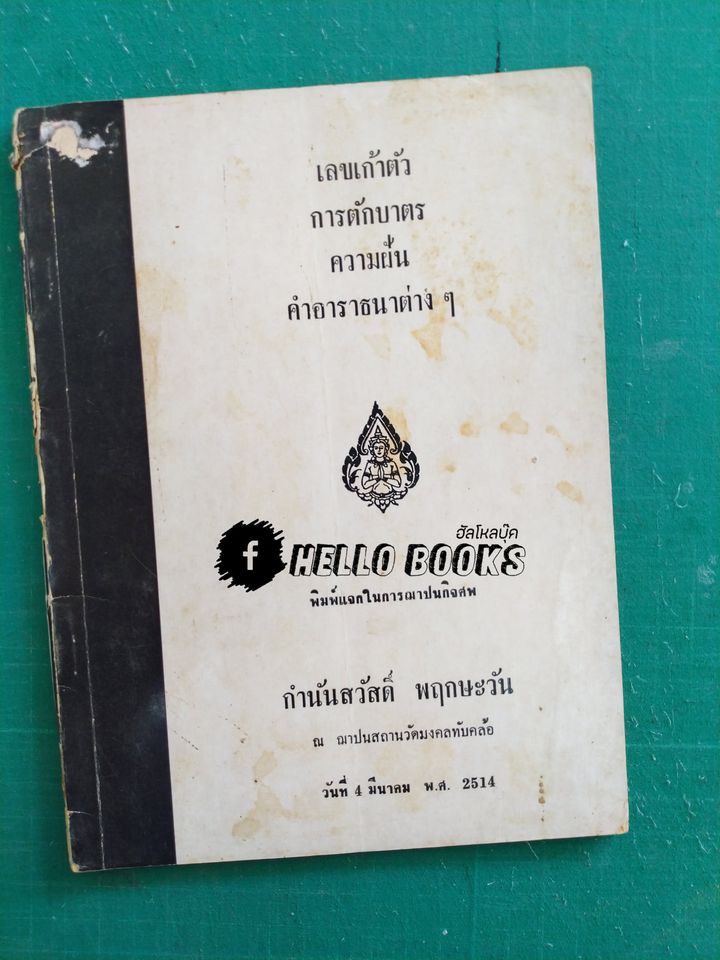 เลขเก้าตัว
การตักบาตร
ความฝัน
คำอาราธนาต่าง ๆ
ฮัลโหลบุ๊ค
f HELLO BOOKS
พิมพ์แจกในการฌาปนกิจศพ
กำนันสวัสดิ์ พฤกษะวัน
ณ ฌาปนสถานวัดมงคลทับคล้อ
วันที่ 4 มีนาคม พ.ศ. 2514